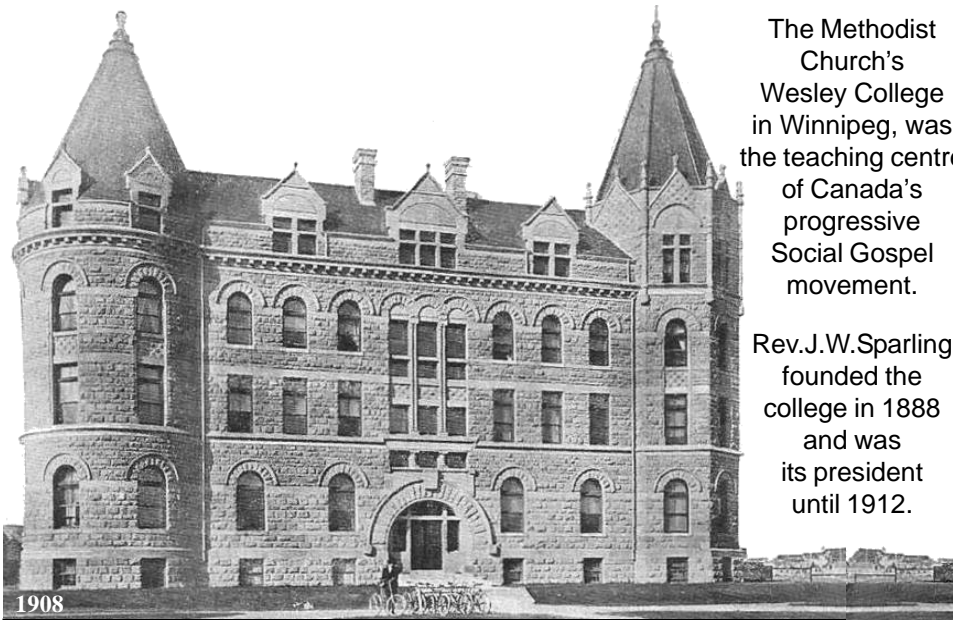 The Methodist
Church’s
Wesley College
in Winnipeg, was
the teaching centre
of Canada’s
progressive
Social Gospel
movement.
Rev.J.W.Sparling
founded the
college in 1888
and was
its president
until 1912.
1908